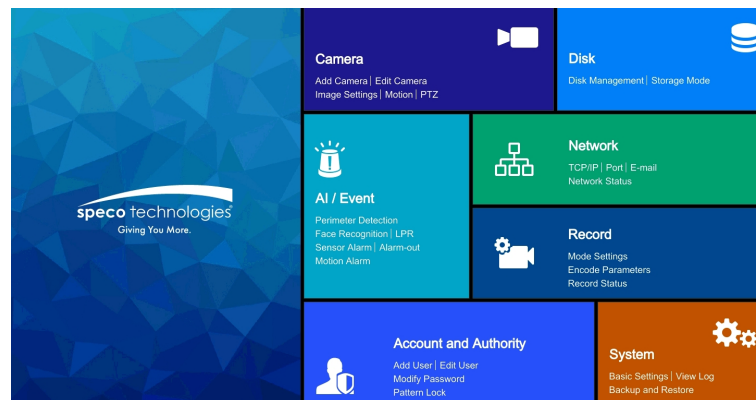 speco technologies®
Giving You More.
Camera
Add Camera | Edit Camera
Image Settings | Motion | PTZ
Disk
Disk Management | Storage Mode
AI / Event
Perimeter Detection
Face Recognition | LPR
Sensor Alarm | Alarm-out
Motion Alarm
Network
TCP/IP | Port | E-mail
Network Status
Record
Mode Settings
Encode Parameters
Record Status
Account and Authority
Add User | Edit User
Modify Password
Pattern Lock
System
Basic Settings | View Log
Backup and Restore